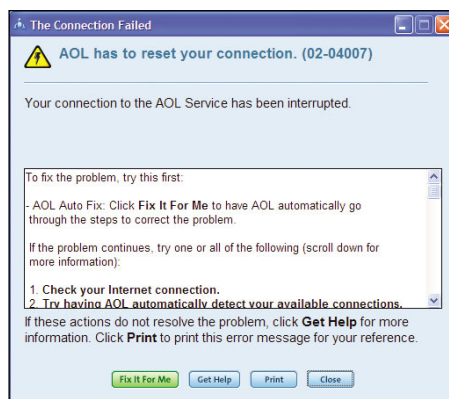 The Connection Failed
AOL has to reset your connection. (02-04007)
Your connection to the AOL Service has been interrupted.
To fix the problem, try this first:
- AOL Auto Fix: Click Fix It For Me to have AOL automatically go
through the steps to correct the problem.
If the problem continues, try one or all of the following (scroll down for
more information):
1. Check your Internet connection.
2. Try having AOL automatically detect your available connections.
If these actions do not resolve the problem, click Get Help for more
information. Click Print to print this error message for your reference.
Fix It For Me Get Help Print Close